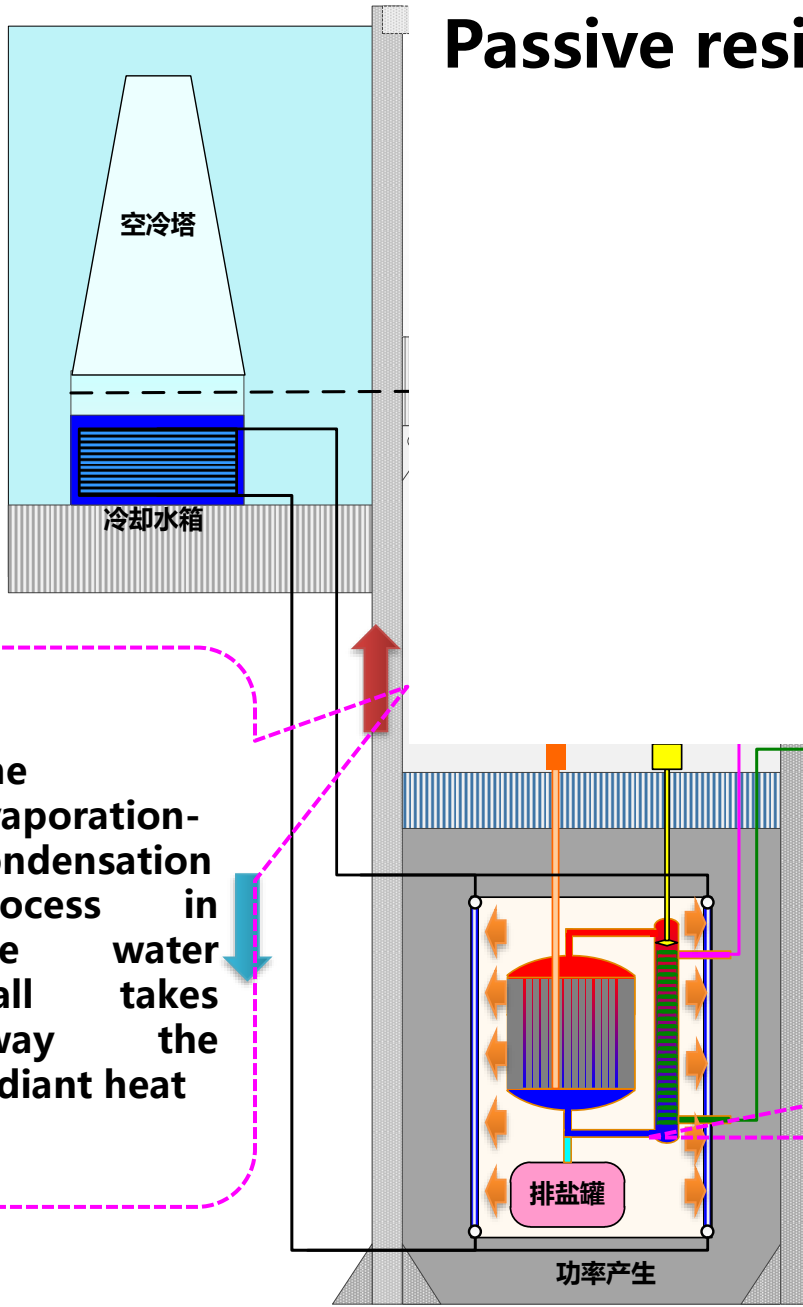 Passive resi
空冷塔
冷却水箱
he
vaporation-
ondensation
rocess in
e water
all takes
way the
diant heat
排盐罐
功率产生